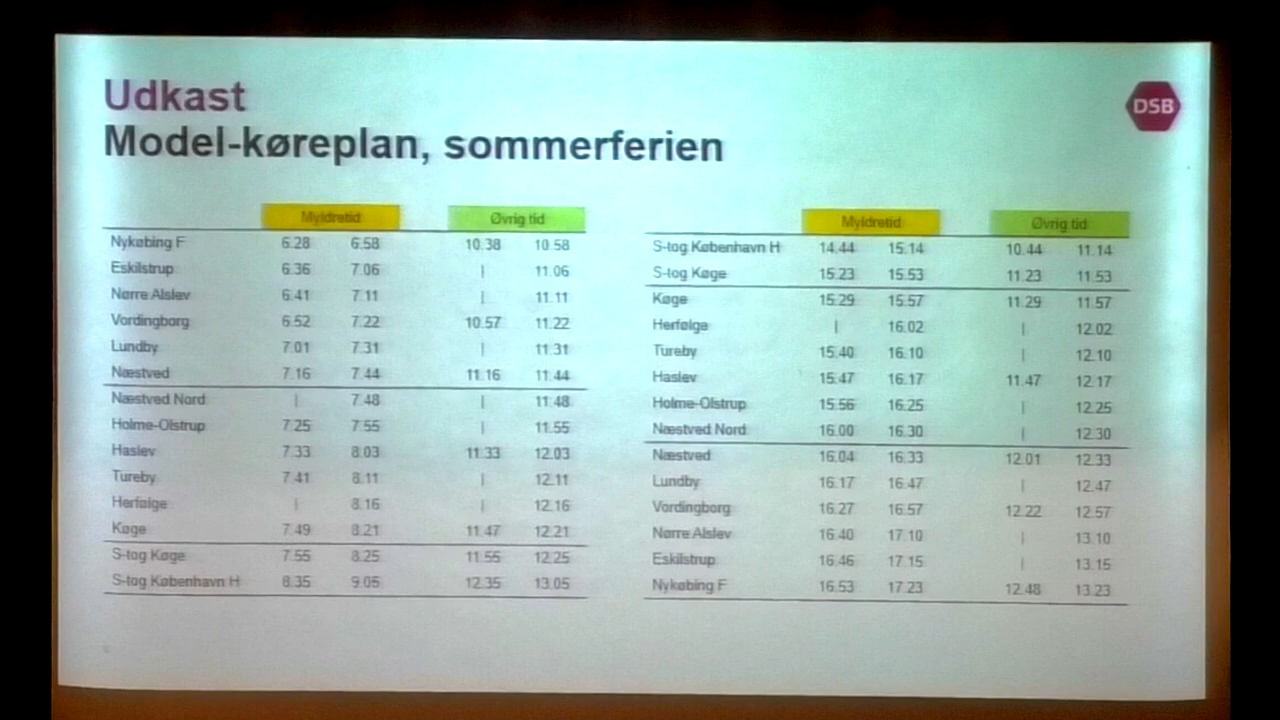 Udkast
Model-køreplan, sommerferien
DSB
Myldretid Øvrig tid
Nykøbing F 6.28 6.58 10.38 10.58
Eskilstrup 6.36 7.06 | 11.06
Nørre Alslev 6.41 7.11 | 11.11
Vordingborg 6.52 7.22 10.57 11.22
Lundby 7.01 7.31 | 11.31
Næstved 7.16 7.44 11.16 11.44
Næstved Nord | 7.48 | 11.48
Holme-Olstrup 7.25 7.55 | 11.55
Haslev 7.33 8.03 11.33 12.03
Tureby 7.41 8.11 | 12.11
Herfølge | 8.16 | 12.16
Køge 7.49 8.21 11.47 12.21
S-tog Køge 7.55 8.25 11.55 12.25
S-tog København H 8.35 9.05 12.35 13.05
Myldretid Øvrig tid
S-tog København H 14.44 15.14 10.44 11.14
S-tog Køge 15.23 15.53 11.23 11.53
Køge 15.29 15.57 11.29 11.57
Herfølge | 16.02 | 12.02
Tureby 15.40 16.10 | 12.10
Haslev 15.47 16.17 11.47 12.17
Holme-Olstrup 15.56 16.25 | 12.25
Næstved Nord 16.00 16.30 | 12.30
Næstved 16.04 16.33 12.01 12.33
Lundby 16.17 16.47 | 12.47
Vordingborg 16.27 16.57 12.22 12.57
Nørre Alslev 16.40 17.10 | 13.10
Eskilstrup 16.46 17.15 | 13.15
Nykøbing F 16.53 17.23 12.48 13.23